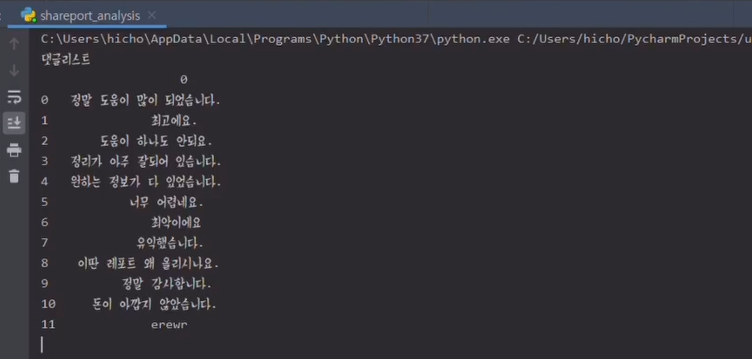 shareport_analysis
C:\Users\hicho\AppData\Local\Programs\Python\Python37\python.exe C:/Users/hicho/PycharmProjects/u
댓글리스트
0
0 정말 도움이 많이 되었습니다.
1 최고에요.
2 도움이 하나도 안되요.
3 정리가 아주 잘되어 있습니다.
4 원하는 정보가 다 있었습니다.
5 너무 어렵네요.
6 최악이에요
7 유익했습니다.
8 이딴 레포트 왜 올리시나요.
9 정말 감사합니다.
10 돈이 아깝지 않았습니다.
11 erewr